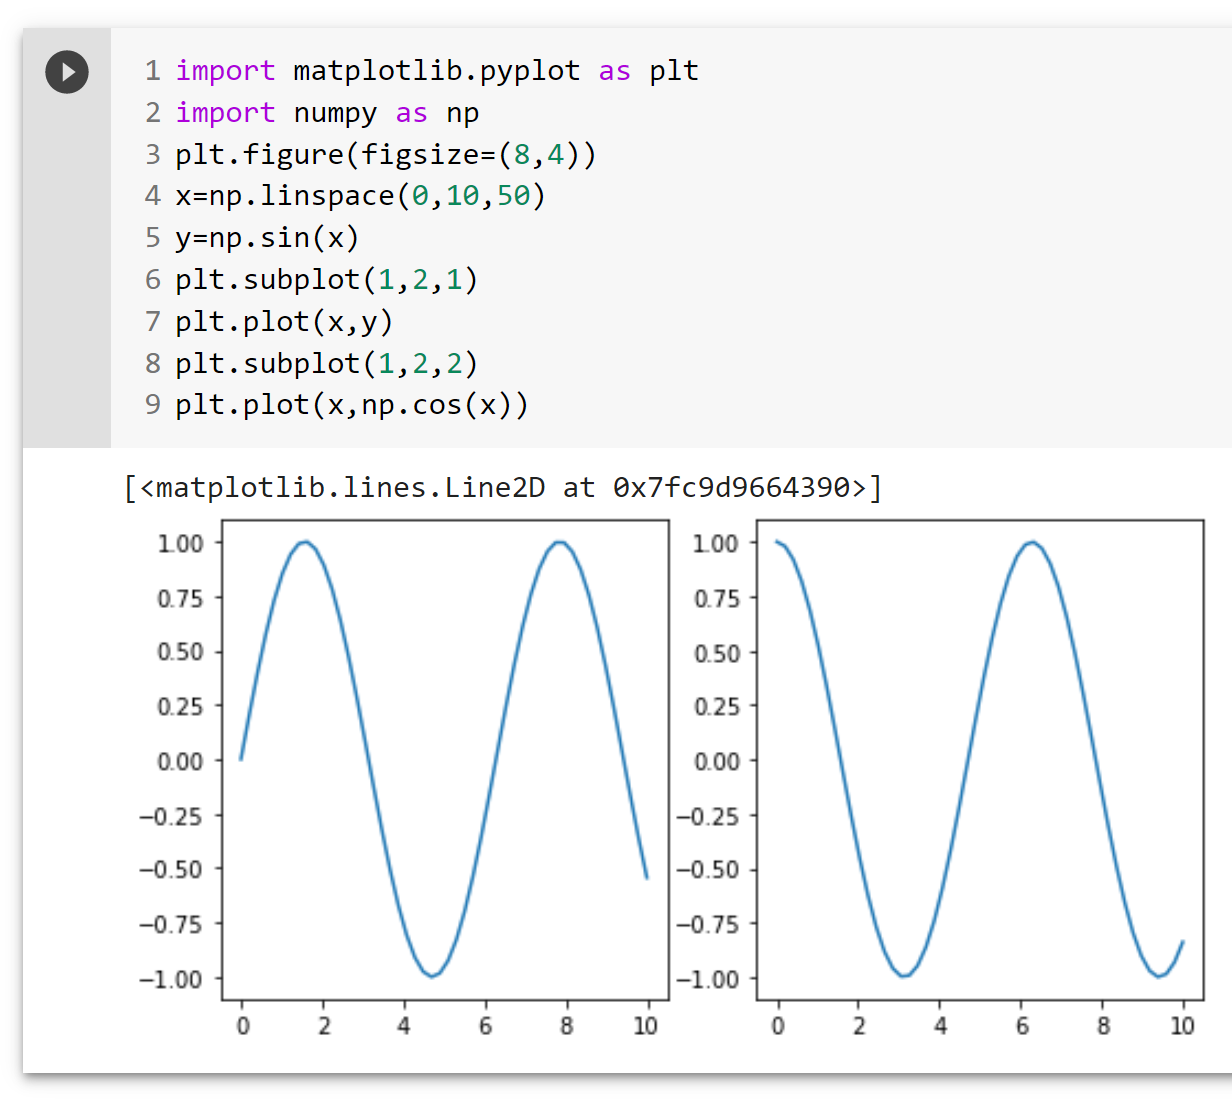 1 import matplotlib.pyplot as plt
2 import numpy as np
3 plt.figure(figsize=(8,4))
4 x=np.linspace(0,10,50)
5 y=np.sin(x)
6 plt.subplot(1,2,1)
7 plt.plot(x,y)
8 plt.subplot(1,2,2)
9 plt.plot(x,np.cos(x))
[<matplotlib.lines.Line2D at 0x7fc9d9664390>]
1.00
0.75
0.50
0.25
0.00
−0.25
−0.50
−0.75
−1.00
0 2 4 6 8 10
1.00
0.75
0.50
0.25
0.00
−0.25
−0.50
−0.75
−1.00
0 2 4 6 8 10